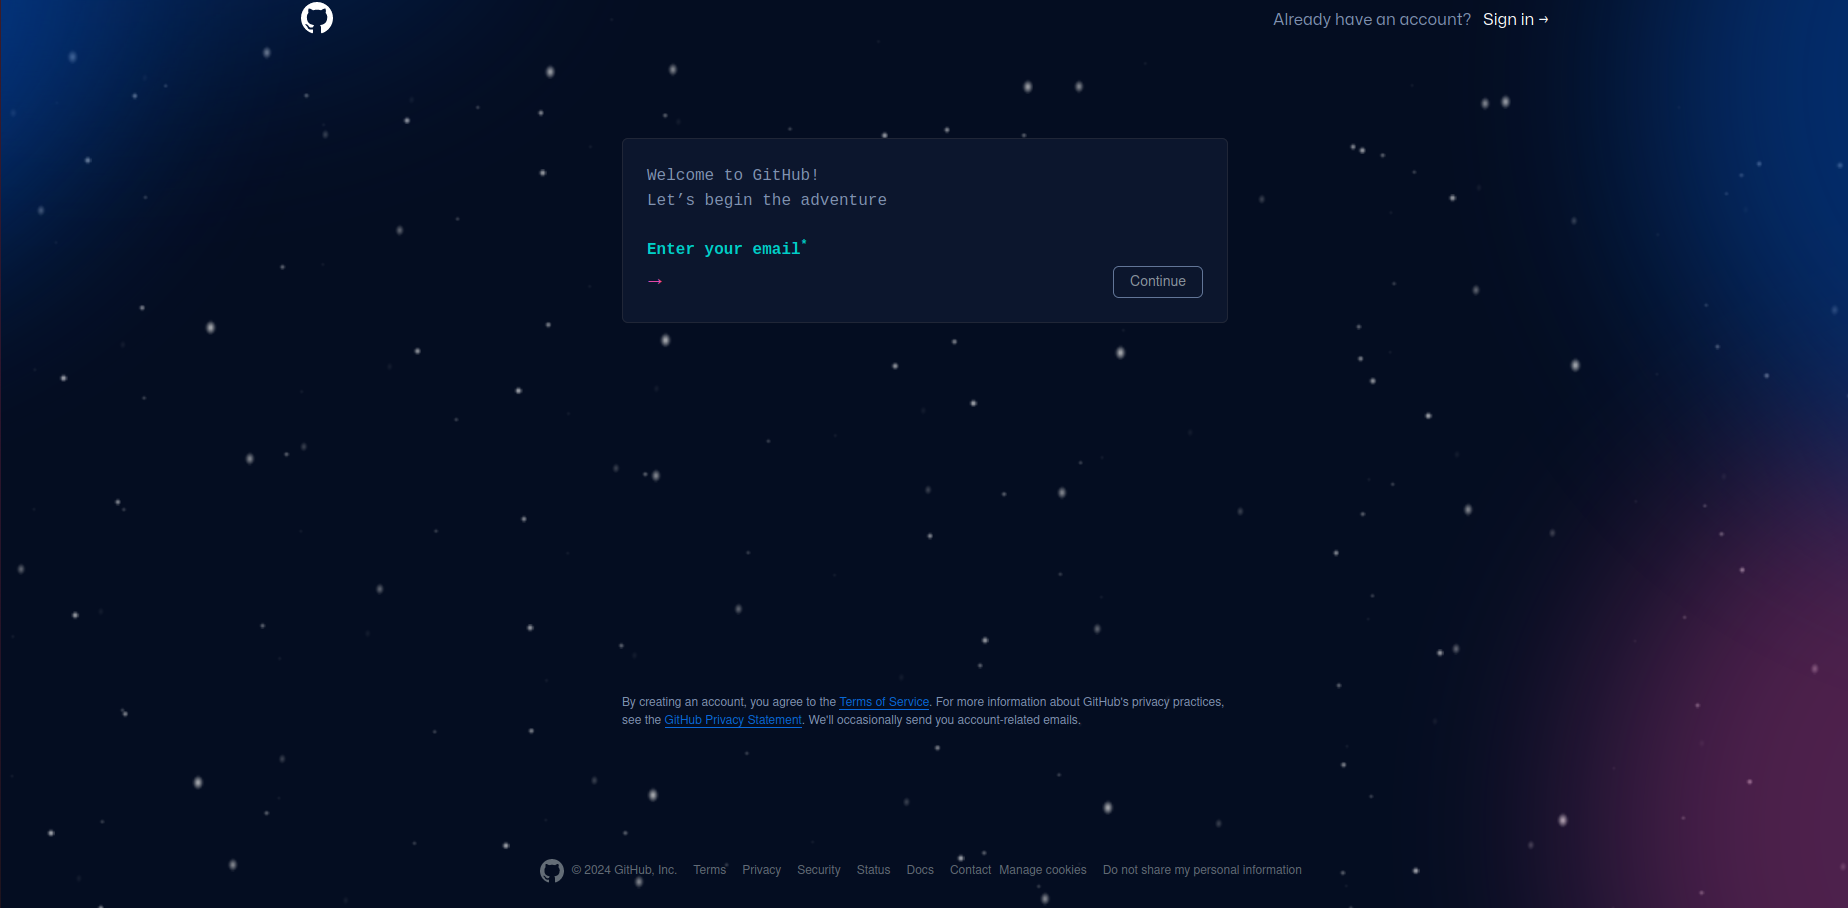 Already have an account? Sign in →
Welcome to GitHub!
Let’s begin the adventure
Enter your email*
→
Continue
By creating an account, you agree to the Terms of Service. For more information about GitHub's privacy practices,
see the GitHub Privacy Statement. We'll occasionally send you account-related emails.
© 2024 GitHub, Inc. Terms Privacy Security Status Docs Contact Manage cookies Do not share my personal information